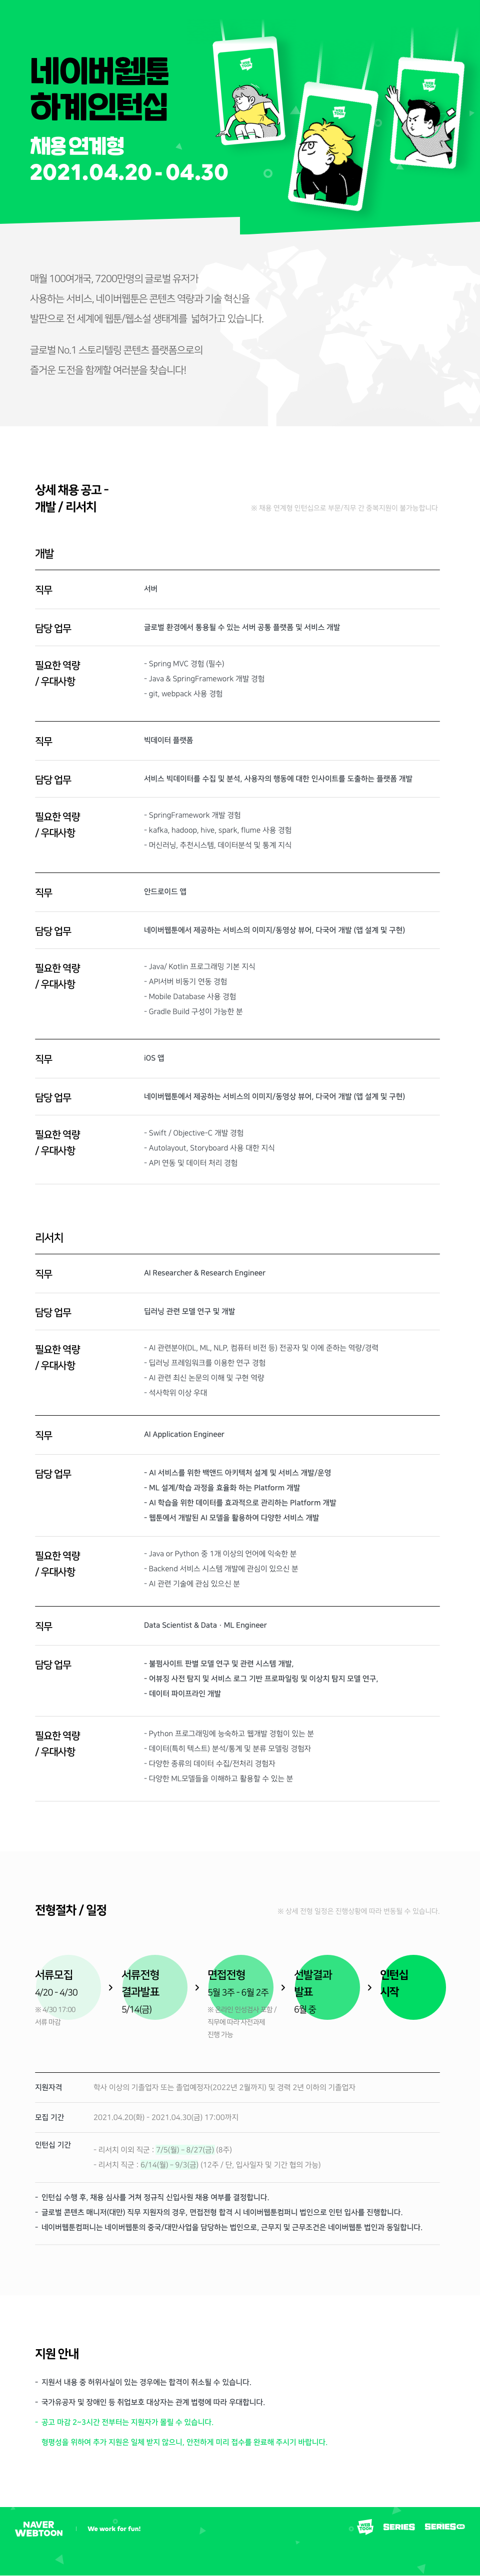 네이버웹툰
하계인턴십
채용 연계형
2021.04.20 - 04.30
매월 100여개국, 7200만명의 글로벌 유저가
사용하는 서비스, 네이버웹툰은 콘텐츠 역량과 기술 혁신을
발판으로 전 세계에 웹툰/웹소설 생태계를 넓혀가고 있습니다.
글로벌 No.1 스토리텔링 콘텐츠 플랫폼으로의
즐거운 도전을 함께할 여러분을 찾습니다!
상세 채용 공고 -
개발 / 리서치
※ 채용 연계형 인턴십으로 부문/직무 간 중복지원이 불가능합니다
개발
직무
서버
담당 업무
글로벌 환경에서 통용될 수 있는 서버 공통 플랫폼 및 서비스 개발
필요한 역량
/ 우대사항
- Spring MVC 경험 (필수)
- Java & SpringFramework 개발 경험
- git, webpack 사용 경험
직무
빅데이터 플랫폼
담당 업무
서비스 빅데이터를 수집 및 분석, 사용자의 행동에 대한 인사이트를 도출하는 플랫폼 개발
필요한 역량
/ 우대사항
- SpringFramework 개발 경험
- kafka, hadoop, hive, spark, flume 사용 경험
- 머신러닝, 추천시스템, 데이터분석 및 통계 지식
직무
안드로이드 앱
담당 업무
네이버웹툰에서 제공하는 서비스의 이미지/동영상 뷰어, 다국어 개발 (앱 설계 및 구현)
필요한 역량
/ 우대사항
- Java/ Kotlin 프로그래밍 기본 지식
- API서버 비동기 연동 경험
- Mobile Database 사용 경험
- Gradle Build 구성이 가능한 분
직무
iOS 앱
담당 업무
네이버웹툰에서 제공하는 서비스의 이미지/동영상 뷰어, 다국어 개발 (앱 설계 및 구현)
필요한 역량
/ 우대사항
- Swift / Objective-C 개발 경험
- Autolayout, Storyboard 사용 대한 지식
- API 연동 및 데이터 처리 경험
리서치
직무
AI Researcher & Research Engineer
담당 업무
딥러닝 관련 모델 연구 및 개발
필요한 역량
/ 우대사항
- AI 관련분야(DL, ML, NLP, 컴퓨터 비전 등) 전공자 및 이에 준하는 역량/경력
- 딥러닝 프레임워크를 이용한 연구 경험
- AI 관련 최신 논문의 이해 및 구현 역량
- 석사학위 이상 우대
직무
AI Application Engineer
담당 업무
- AI 서비스를 위한 백앤드 아키텍처 설계 및 서비스 개발/운영
- ML 설계/학습 과정을 효율화 하는 Platform 개발
- AI 학습을 위한 데이터를 효과적으로 관리하는 Platform 개발
- 웹툰에서 개발된 AI 모델을 활용하여 다양한 서비스 개발
필요한 역량
/ 우대사항
- Java or Python 중 1개 이상의 언어에 익숙한 분
- Backend 서비스 시스템 개발에 관심이 있으신 분
- AI 관련 기술에 관심 있으신 분
직무
Data Scientist & Data · ML Engineer
담당 업무
- 불펌사이트 판별 모델 연구 및 관련 시스템 개발,
- 어뷰징 사전 탐지 및 서비스 로그 기반 프로파일링 및 이상치 탐지 모델 연구,
- 데이터 파이프라인 개발
필요한 역량
/ 우대사항
- Python 프로그래밍에 능숙하고 웹개발 경험이 있는 분
- 데이터(특히 텍스트) 분석/통계 및 분류 모델링 경험자
- 다양한 종류의 데이터 수집/전처리 경험자
- 다양한 ML모델들을 이해하고 활용할 수 있는 분
전형절차 / 일정
※ 상세 전형 일정은 진행상황에 따라 변동될 수 있습니다.
서류모집
4/20 - 4/30
※ 4/30 17:00
서류 마감
서류전형
결과발표
5/14(금)
면접전형
5월 3주 - 6월 2주
※ 온라인 인성검사 포함 /
직무에 따라 사전과제
진행 가능
선발결과
발표
6월 중
인턴십
시작
지원자격
학사 이상의 기졸업자 또는 졸업예정자(2022년 2월까지) 및 경력 2년 이하의 기졸업자
모집 기간
2021.04.20(화) - 2021.04.30(금) 17:00까지
인턴십 기간
- 리서치 이외 직군 : 7/5(월) - 8/27(금) (8주)
- 리서치 직군 : 6/14(월) - 9/3(금) (12주 / 단, 입사일자 및 기간 협의 가능)
- 인턴십 수행 후, 채용 심사를 거쳐 정규직 신입사원 채용 여부를 결정합니다.
- 글로벌 콘텐츠 매니저(대만) 직무 지원자의 경우, 면접전형 합격 시 네이버웹툰컴퍼니 법인으로 인턴 입사를 진행합니다.
- 네이버웹툰컴퍼니는 네이버웹툰의 중국/대만사업을 담당하는 법인으로, 근무지 및 근무조건은 네이버웹툰 법인과 동일합니다.
지원 안내
- 지원서 내용 중 허위사실이 있는 경우에는 합격이 취소될 수 있습니다.
- 국가유공자 및 장애인 등 취업보호 대상자는 관계 법령에 따라 우대합니다.
- 공고 마감 2~3시간 전부터는 지원자가 몰릴 수 있습니다.
형평성을 위하여 추가 지원은 일체 받지 않으니, 안전하게 미리 접수를 완료해 주시기 바랍니다.
NAVER
WEBTOON
We work for fun!
SERIES
SERIES